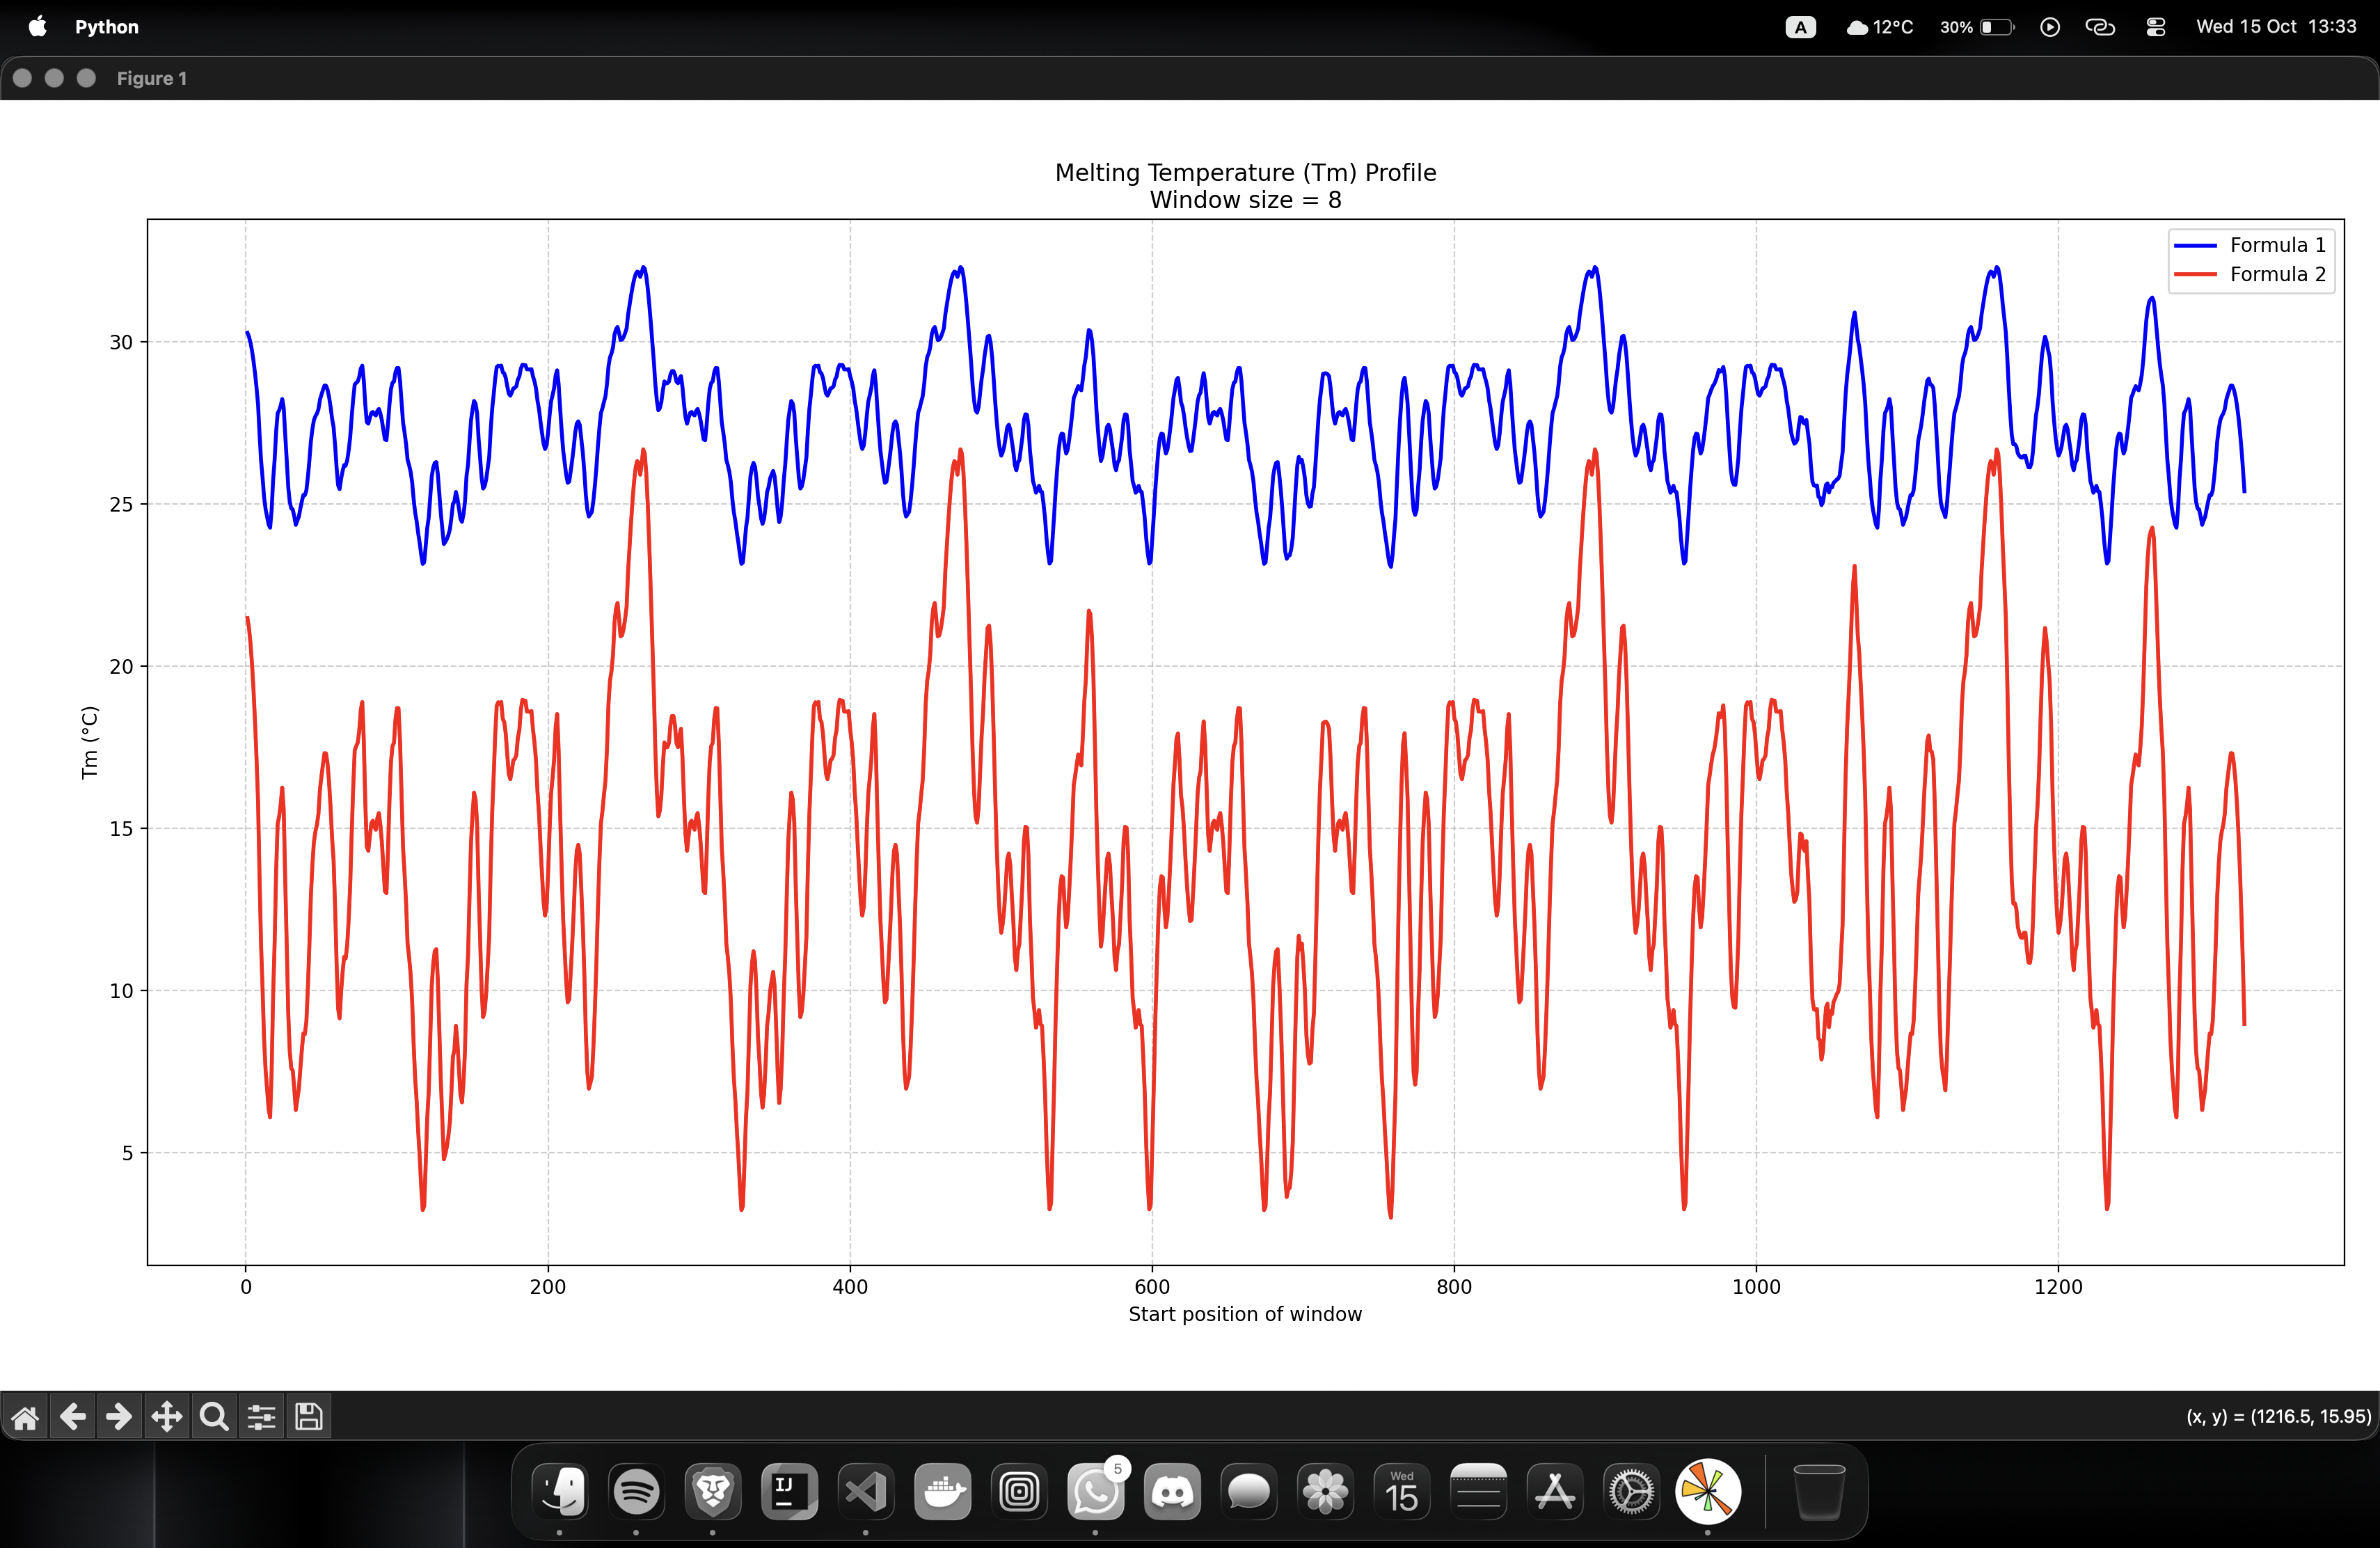 Python
A
12°C
30%
Wed 15 Oct 13:33
Figure 1
Melting Temperature (Tm) Profile
Window size = 8
Formula 1
Formula 2
30
25
20
15
10
5
Tm (°C)
0
200
400
600
800
1000
1200
Start position of window
(x, y) = (1216.5, 15.95)
IJ
5
Wed
15